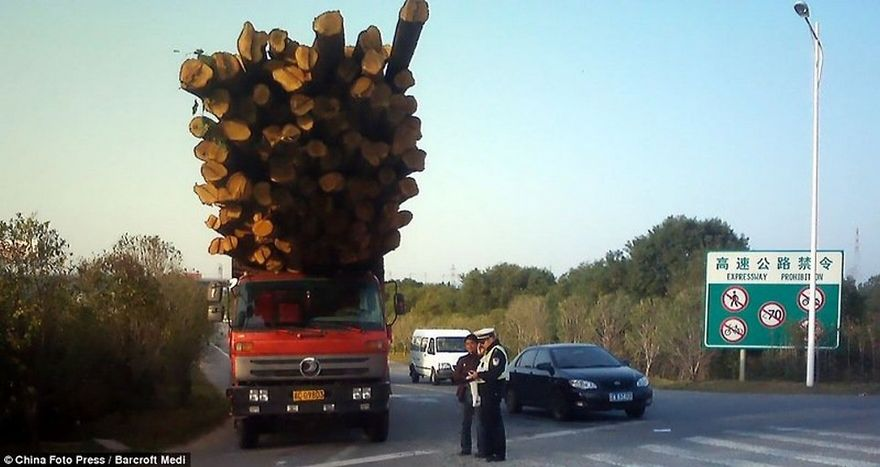 高速公路禁令
EXPRESSWAY PROHIBITION
70
© China Foto Press / Barcroft Medi